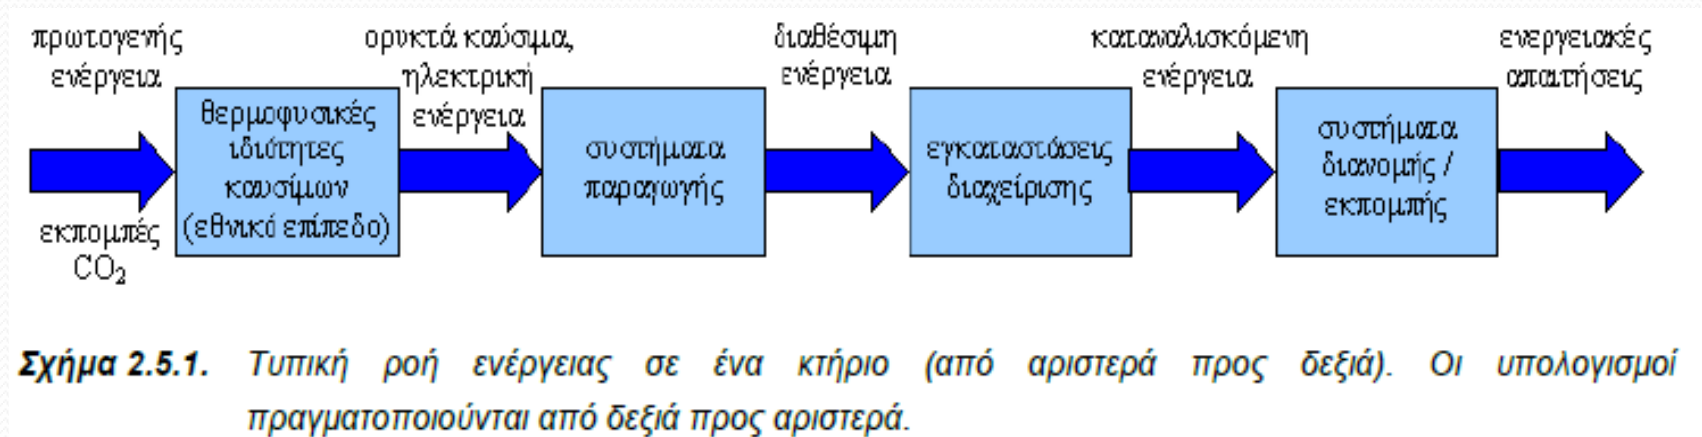 πρωτογενής
ενέργεια
ορυκτά καύσιμα,
ηλεκτρική
ενέργεια
διαθέσιμη
ενέργεια
καταναλισκόμενη
ενέργεια
ενεργειακές
απαιτήσεις
θερμοφυσικές
ιδιότητες
καυσίμων
(εθνικό επίπεδο)
συστήματα
παραγωγής
εγκαταστάσεις
διαχείρισης
συστήματα
διανομής /
εκπομπής
εκπομπές
CO₂
Σχήμα 2.5.1. Τυπική ροή ενέργειας σε ένα κτήριο (από αριστερά προς δεξιά). Οι υπολογισμοί
πραγματοποιούνται από δεξιά προς αριστερά.